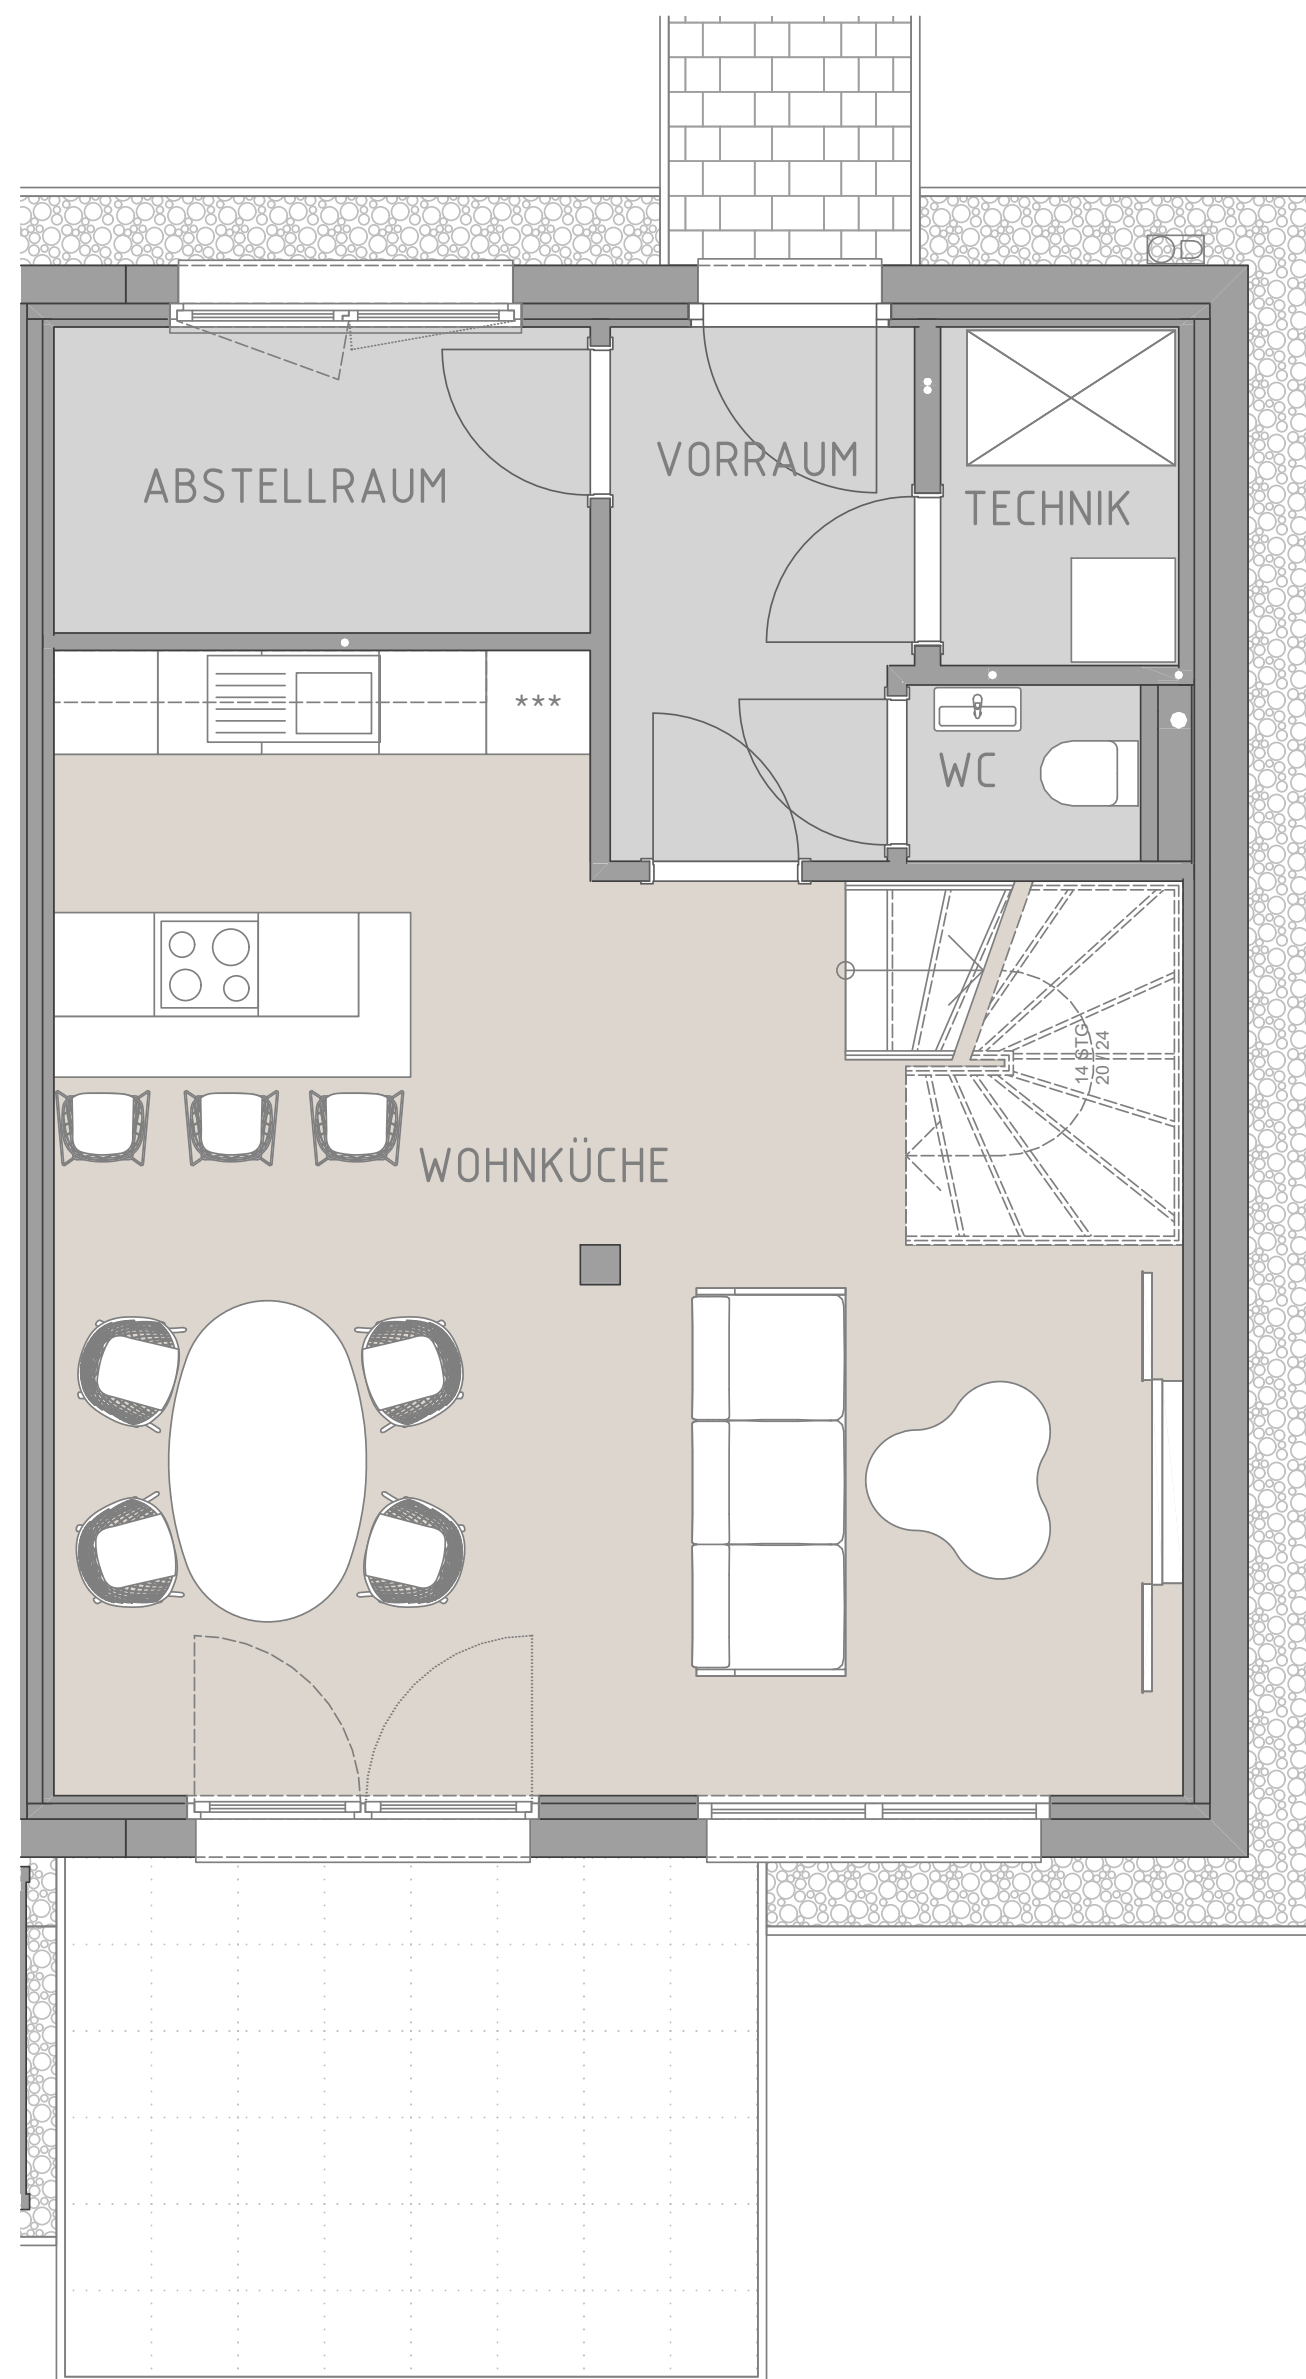 ABSTELLRAUM
VORRAUM
TECHNIK
***
WC
14 STG
20 / 24
WOHNKÜCHE